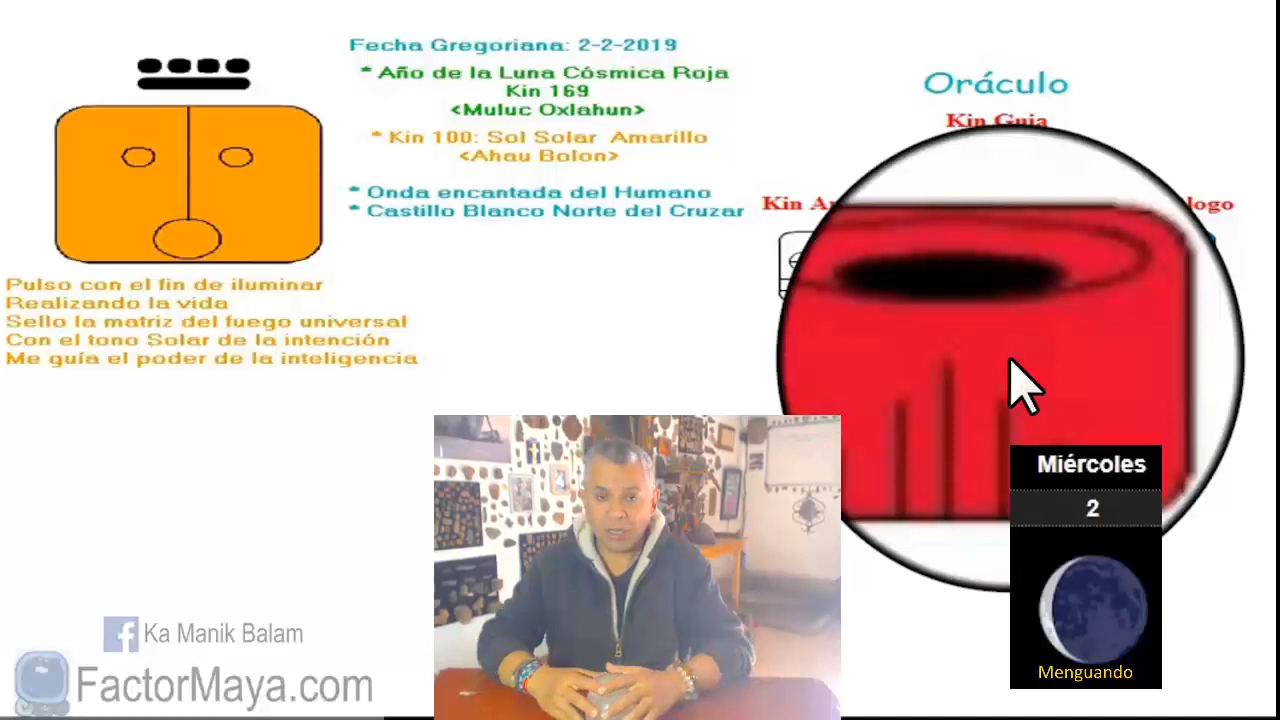 Fecha Gregoriana: 2-2-2019
* Año de la Luna Cósmica Roja
Kin 169
<Muluc Oxlahun>
* Kin 100: Sol Solar Amarillo
<Ahau Bolon>
* Onda encantada del Humano
* Castillo Blanco Norte del Cruzar
Pulso con el fin de iluminar
Realizando la vida
Sello la matriz del fuego universal
Con el tono Solar de la intención
Me guía el poder de la inteligencia
Oráculo
Kin Guia
Kin
Miércoles
2
Menguando
Ka Manik Balam
FactorMaya.com